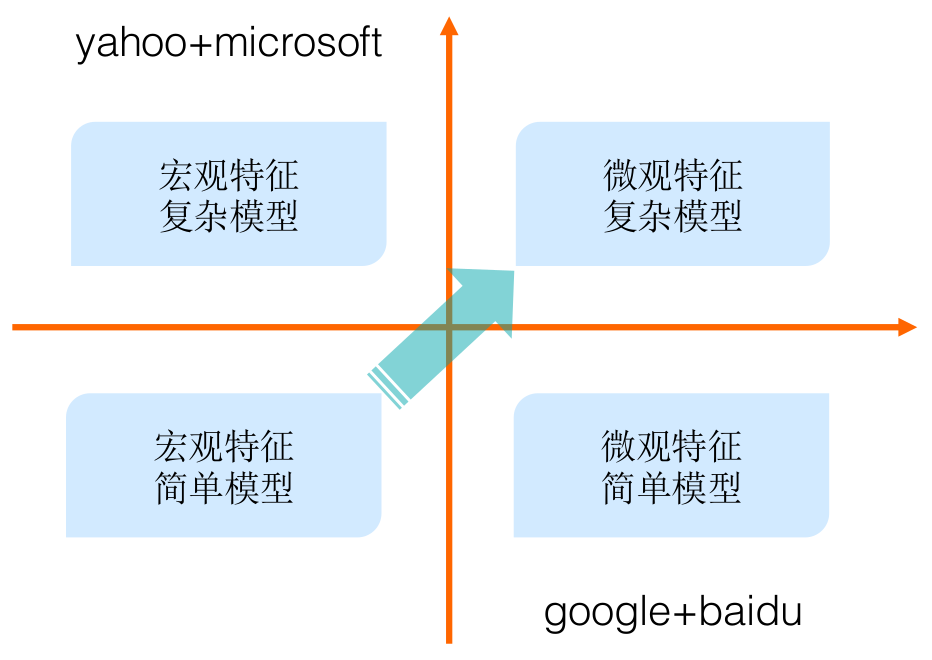 yahoo+microsoft
宏观特征
复杂模型
微观特征
复杂模型
宏观特征
简单模型
微观特征
简单模型
google+baidu